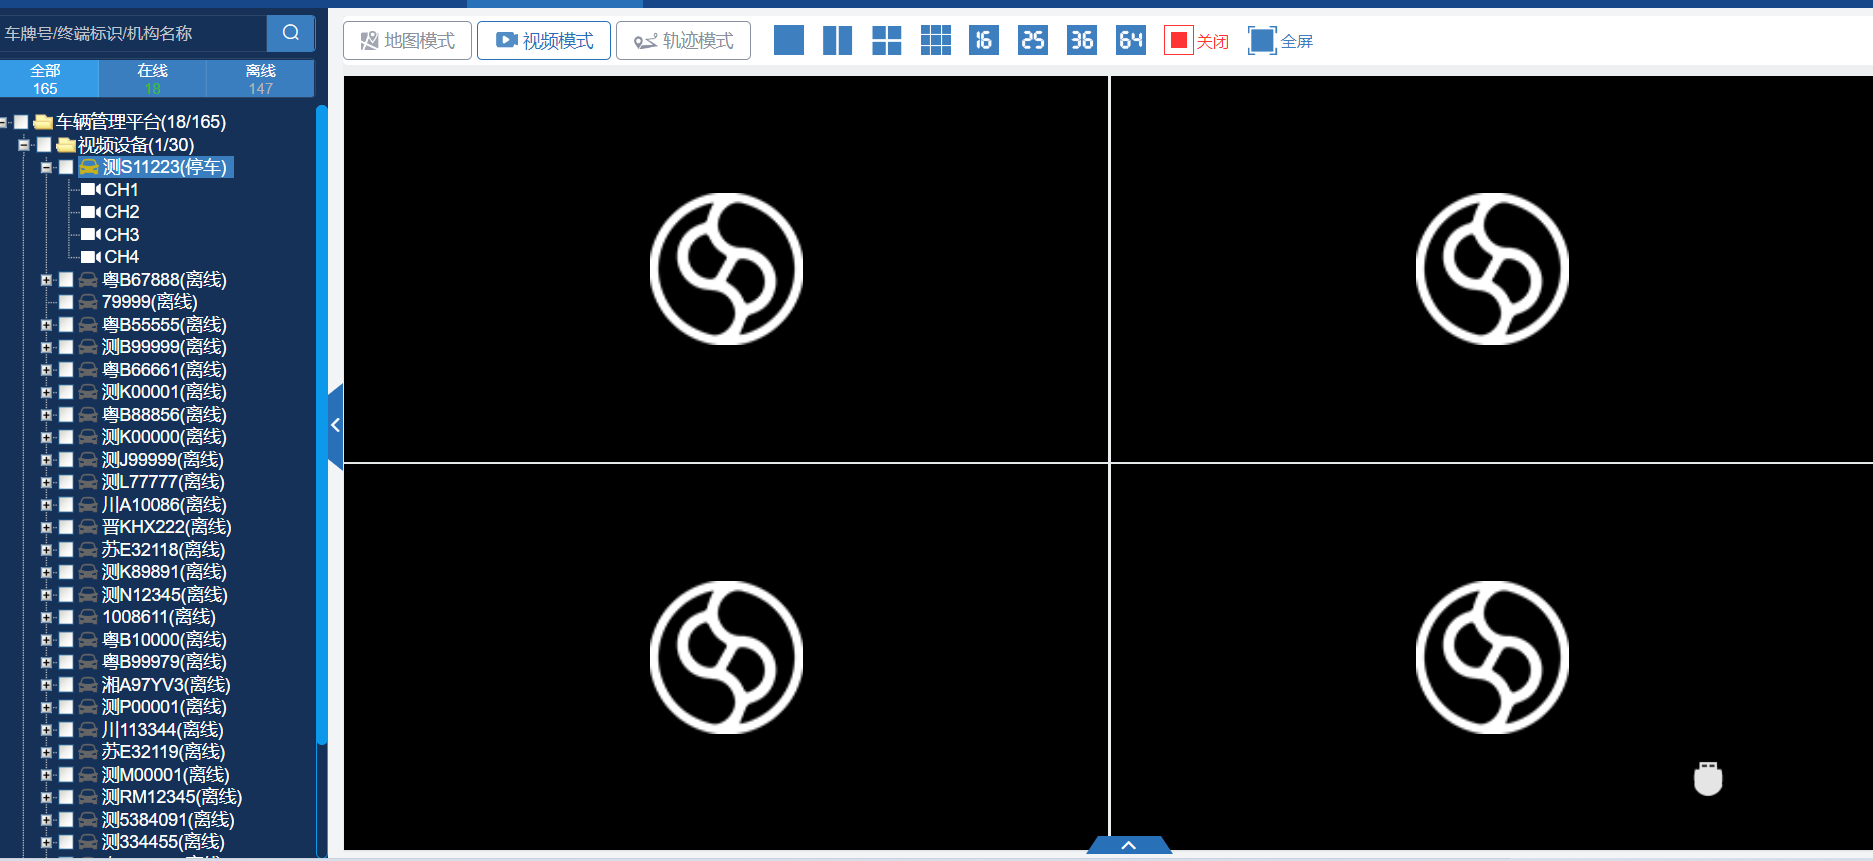 车牌号/终端标识/机构名称
全部 在线 离线
165 18 147
地图模式 视频模式 轨迹模式 16 25 36 64 关闭 全屏
车辆管理平台(18/165)
视频设备(1/30)
测S11223(停车)
CH1
CH2
CH3
CH4
粤B67888(离线)
79999(离线)
粤B55555(离线)
测B99999(离线)
粤B66661(离线)
测K00001(离线)
粤B88856(离线)
测K00000(离线)
测J99999(离线)
测L77777(离线)
川A10086(离线)
晋KHX222(离线)
苏E32118(离线)
测K89891(离线)
测N12345(离线)
1008611(离线)
粤B10000(离线)
粤B99979(离线)
湘A97YV3(离线)
测P00001(离线)
川113344(离线)
苏E32119(离线)
测M00001(离线)
测RM12345(离线)
测5384091(离线)
测334455(离线)